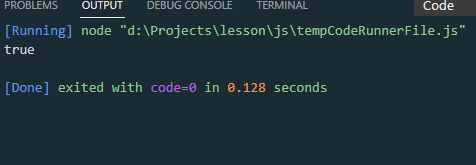 PROBLEMS OUTPUT DEBUG CONSOLE TERMINAL Code
[Running] node "d:\Projects\lesson\js\tempCodeRunnerFile.js"
true
[Done] exited with code=0 in 0.128 seconds